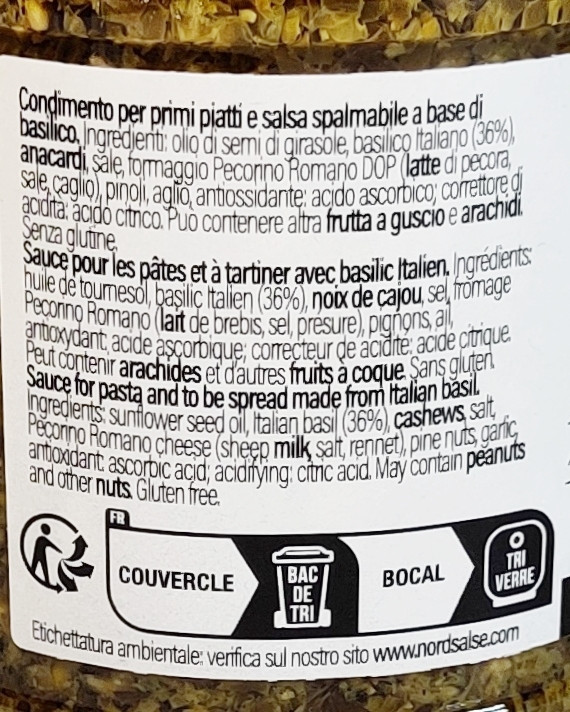 Condimento per primi piatti e salsa spalmabile a base di
basilico. Ingredienti: olio di semi di girasole, basilico Italiano (36%),
anacardi, sale, formaggio Pecorino Romano DOP (latte di pecora,
sale, caglio), pinoli, aglio, antiossidante: acido ascorbico; correttore di
acidità: acido citrico. Può contenere altra frutta a guscio e arachidi.
Senza glutine.
Sauce pour les pâtes et à tartiner avec basilic Italien. Ingrédients:
huile de tournesol, basilic Italien (36%), noix de cajou, sel, fromage
Pecorino Romano (lait de brebis, sel, presure), pignons, ail,
antioxydant: acide ascorbique; correcteur de acidité: acide citrique.
Peut contenir arachides et d'autres fruits à coque. Sans gluten.
Sauce for pasta and to be spread made from Italian basil.
Ingredients: sunflower seed oil, Italian basil (36%), cashews, salt,
Pecorino Romano cheese (sheep milk, salt, rennet), pine nuts, garlic,
antioxidant: ascorbic acid; acidifying: citric acid. May contain peanuts
and other nuts. Gluten free.
FR
COUVERCLE
BAC
DE
TRI
BOCAL
TRI
VERRE
Etichettatura ambientale: verifica sul nostro sito www.nordsalse.com